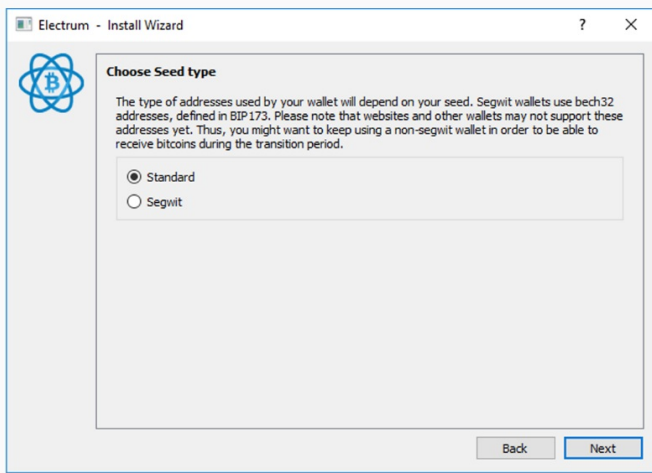 Electrum - Install Wizard
Choose Seed type
The type of addresses used by your wallet will depend on your seed. Segwit wallets use bech32
addresses, defined in BIP173. Please note that websites and other wallets may not support these
addresses yet. Thus, you might want to keep using a non-segwit wallet in order to be able to
receive bitcoins during the transition period.
Standard
Segwit
Back Next